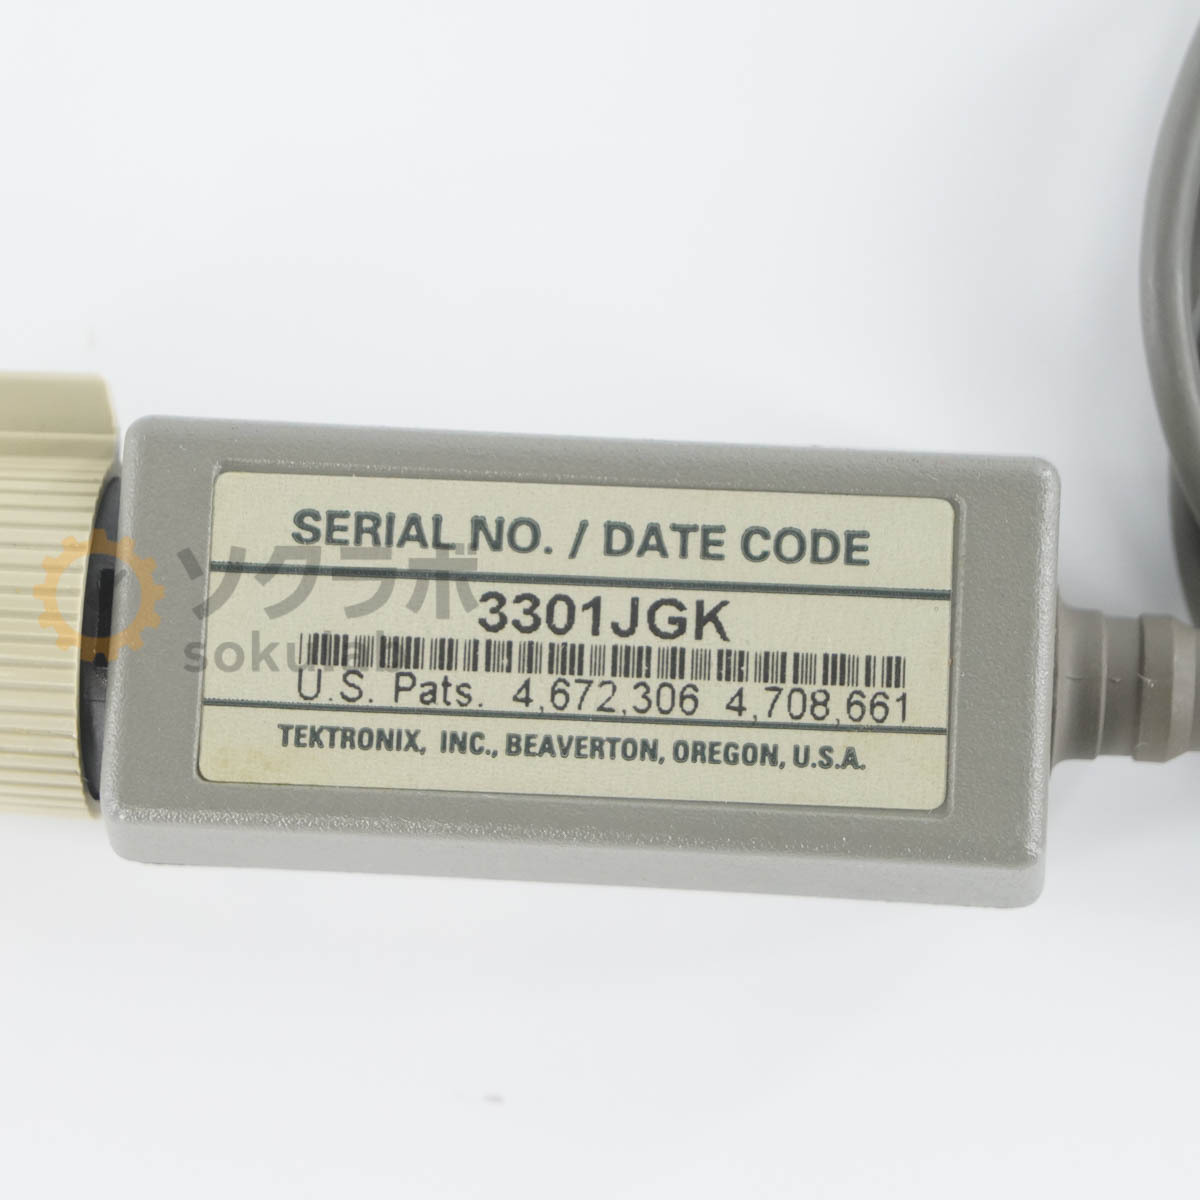 SERIAL NO. / DATE CODE
ソクラボ
3301JGK
sokulabo
U.S. Pats. 4,672,306 4,708,661
TEKTRONIX, INC., BEAVERTON, OREGON, U.S.A.